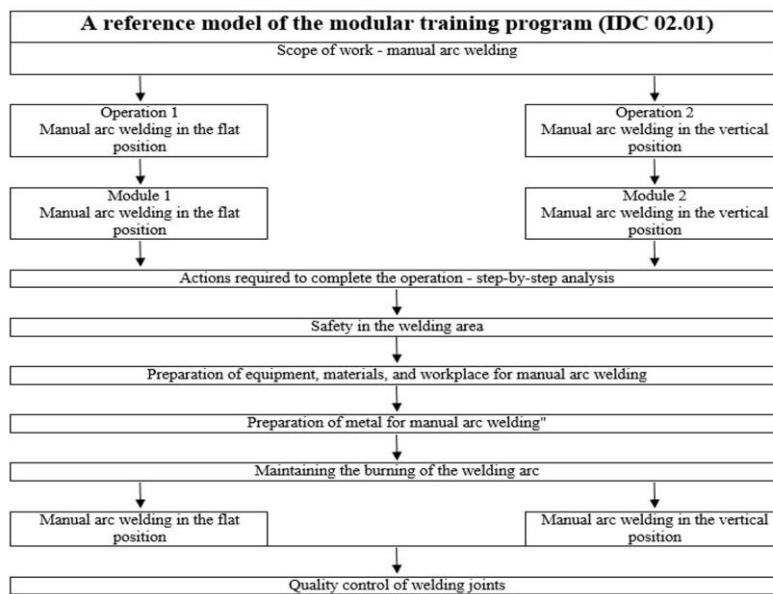 A reference model of the modular training program (IDC 02.01)
Scope of work - manual arc welding
Operation 1
Manual arc welding in the flat
position
Operation 2
Manual arc welding in the vertical
position
Module 1
Manual arc welding in the flat
position
Module 2
Manual arc welding in the vertical
position
Actions required to complete the operation - step-by-step analysis
Safety in the welding area
Preparation of equipment, materials, and workplace for manual arc welding
Preparation of metal for manual arc welding"
Maintaining the burning of the welding arc
Manual arc welding in the flat
position
Manual arc welding in the vertical
position
Quality control of welding joints